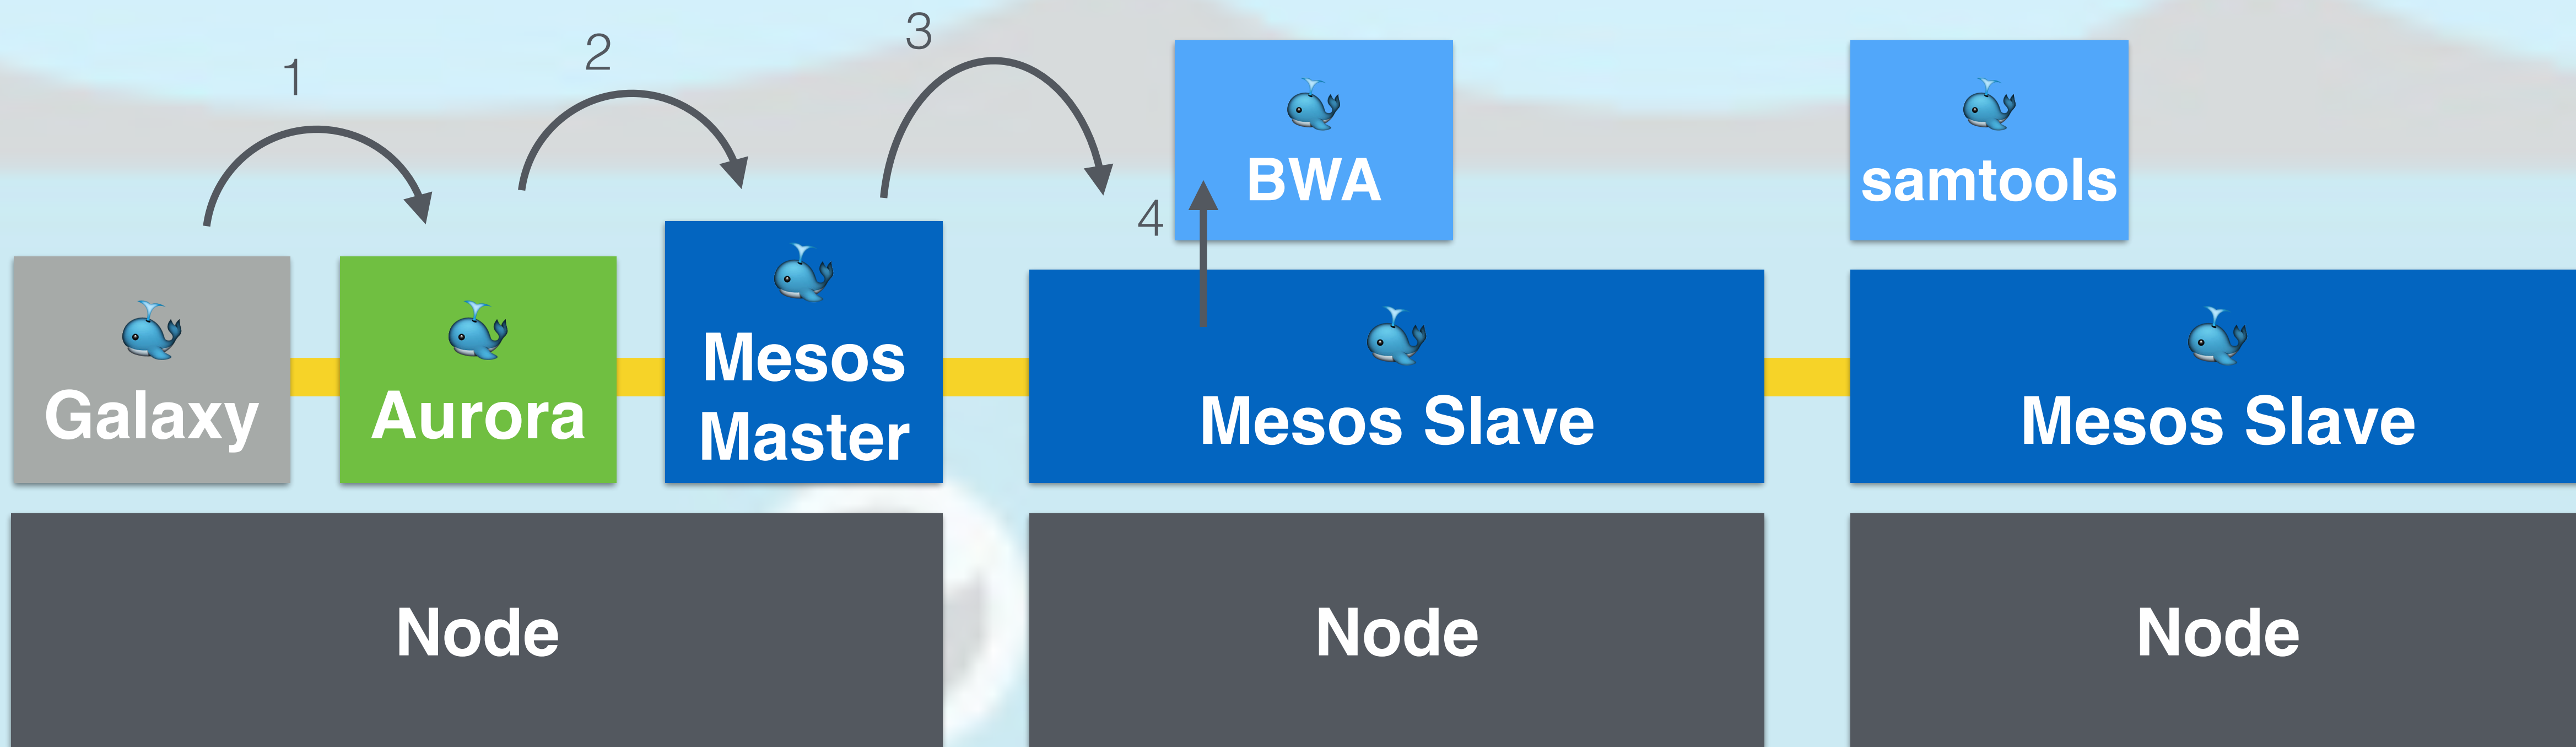 1
2
3
4
BWA
samtools
Galaxy
Aurora
Mesos
Master
Mesos Slave
Mesos Slave
Node
Node
Node